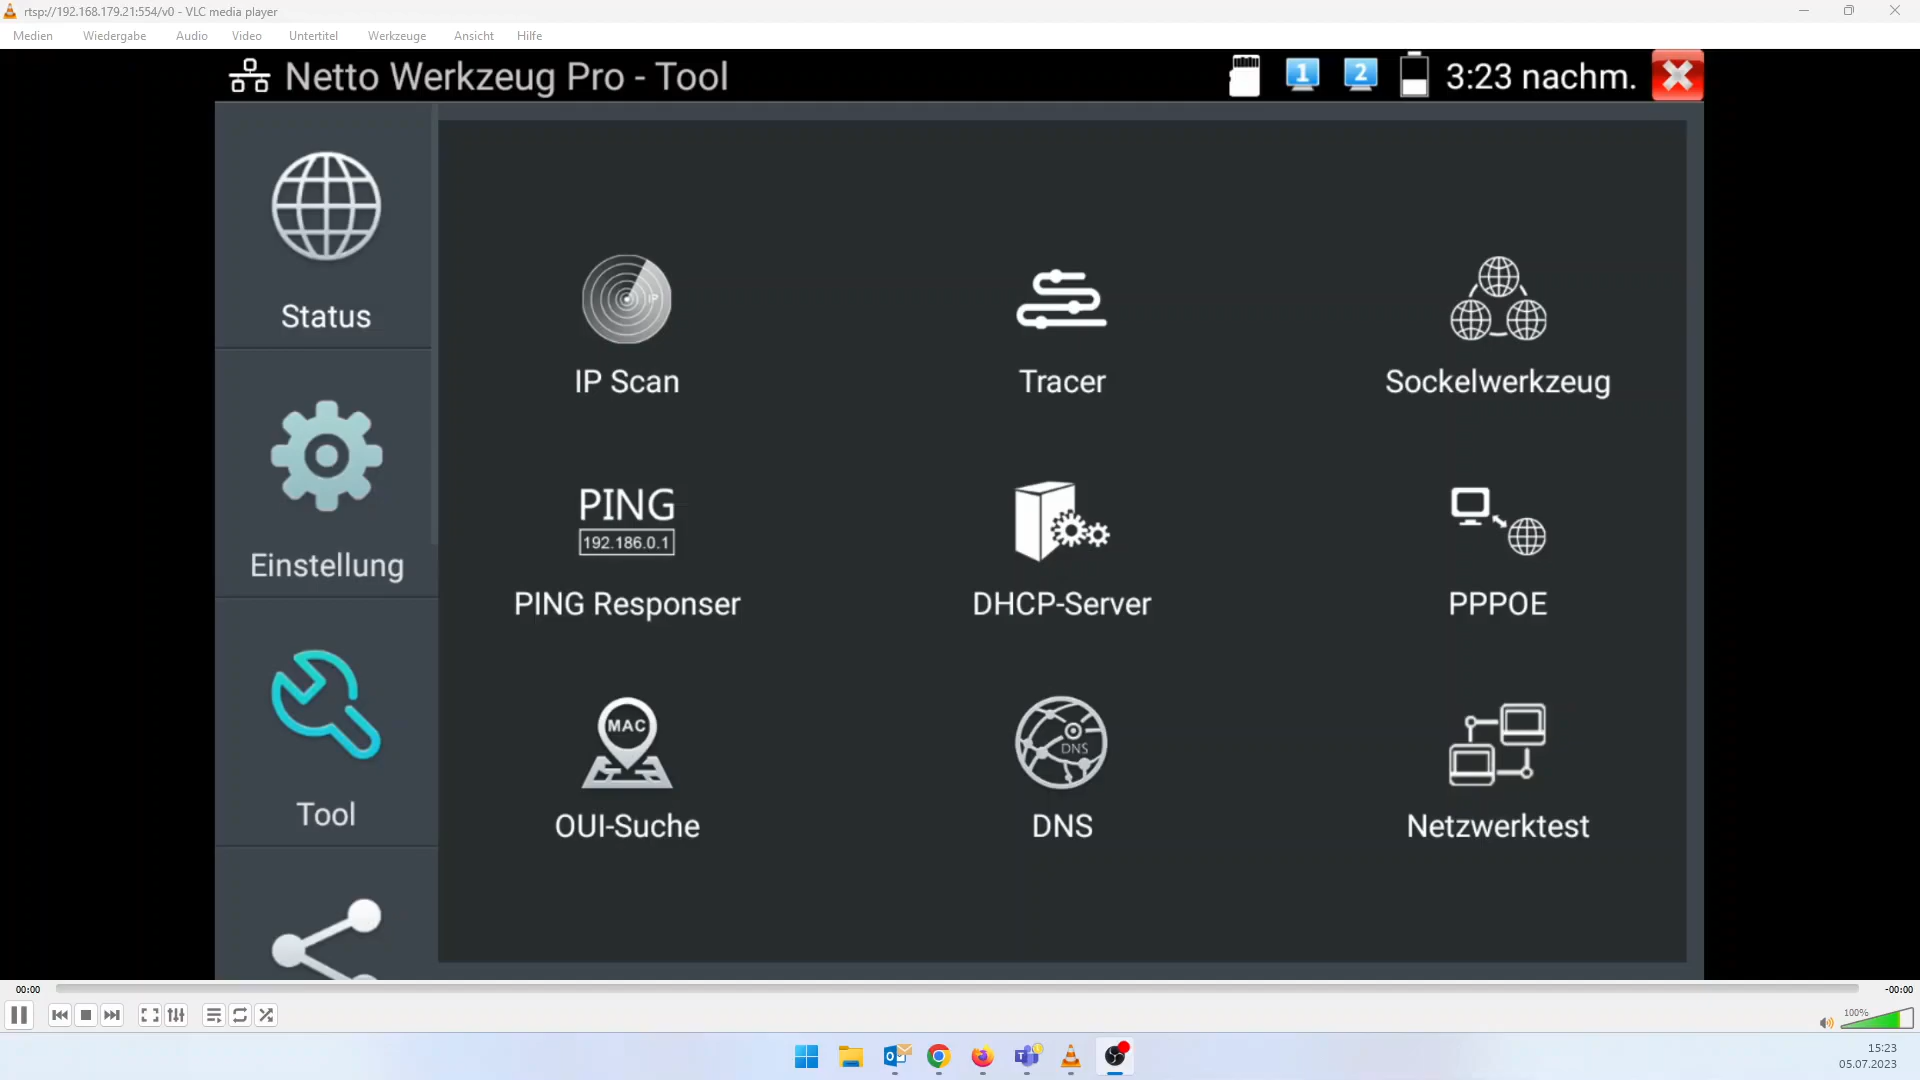 rtsp://192.168.179.21:554/v0 - VLC media player
Medien Wiedergabe Audio Video Untertitel Werkzeuge Ansicht Hilfe
Netto Werkzeug Pro - Tool 1 2 3:23 nachm.
Status
IP
IP Scan Tracer Sockelwerkzeug
Einstellung
PING
192.186.0.1
PING Responser DHCP-Server PPPOE
Tool
MAC DNS
OUI-Suche DNS Netzwerktest
00:00 -00:00
100%
15:23
05.07.2023